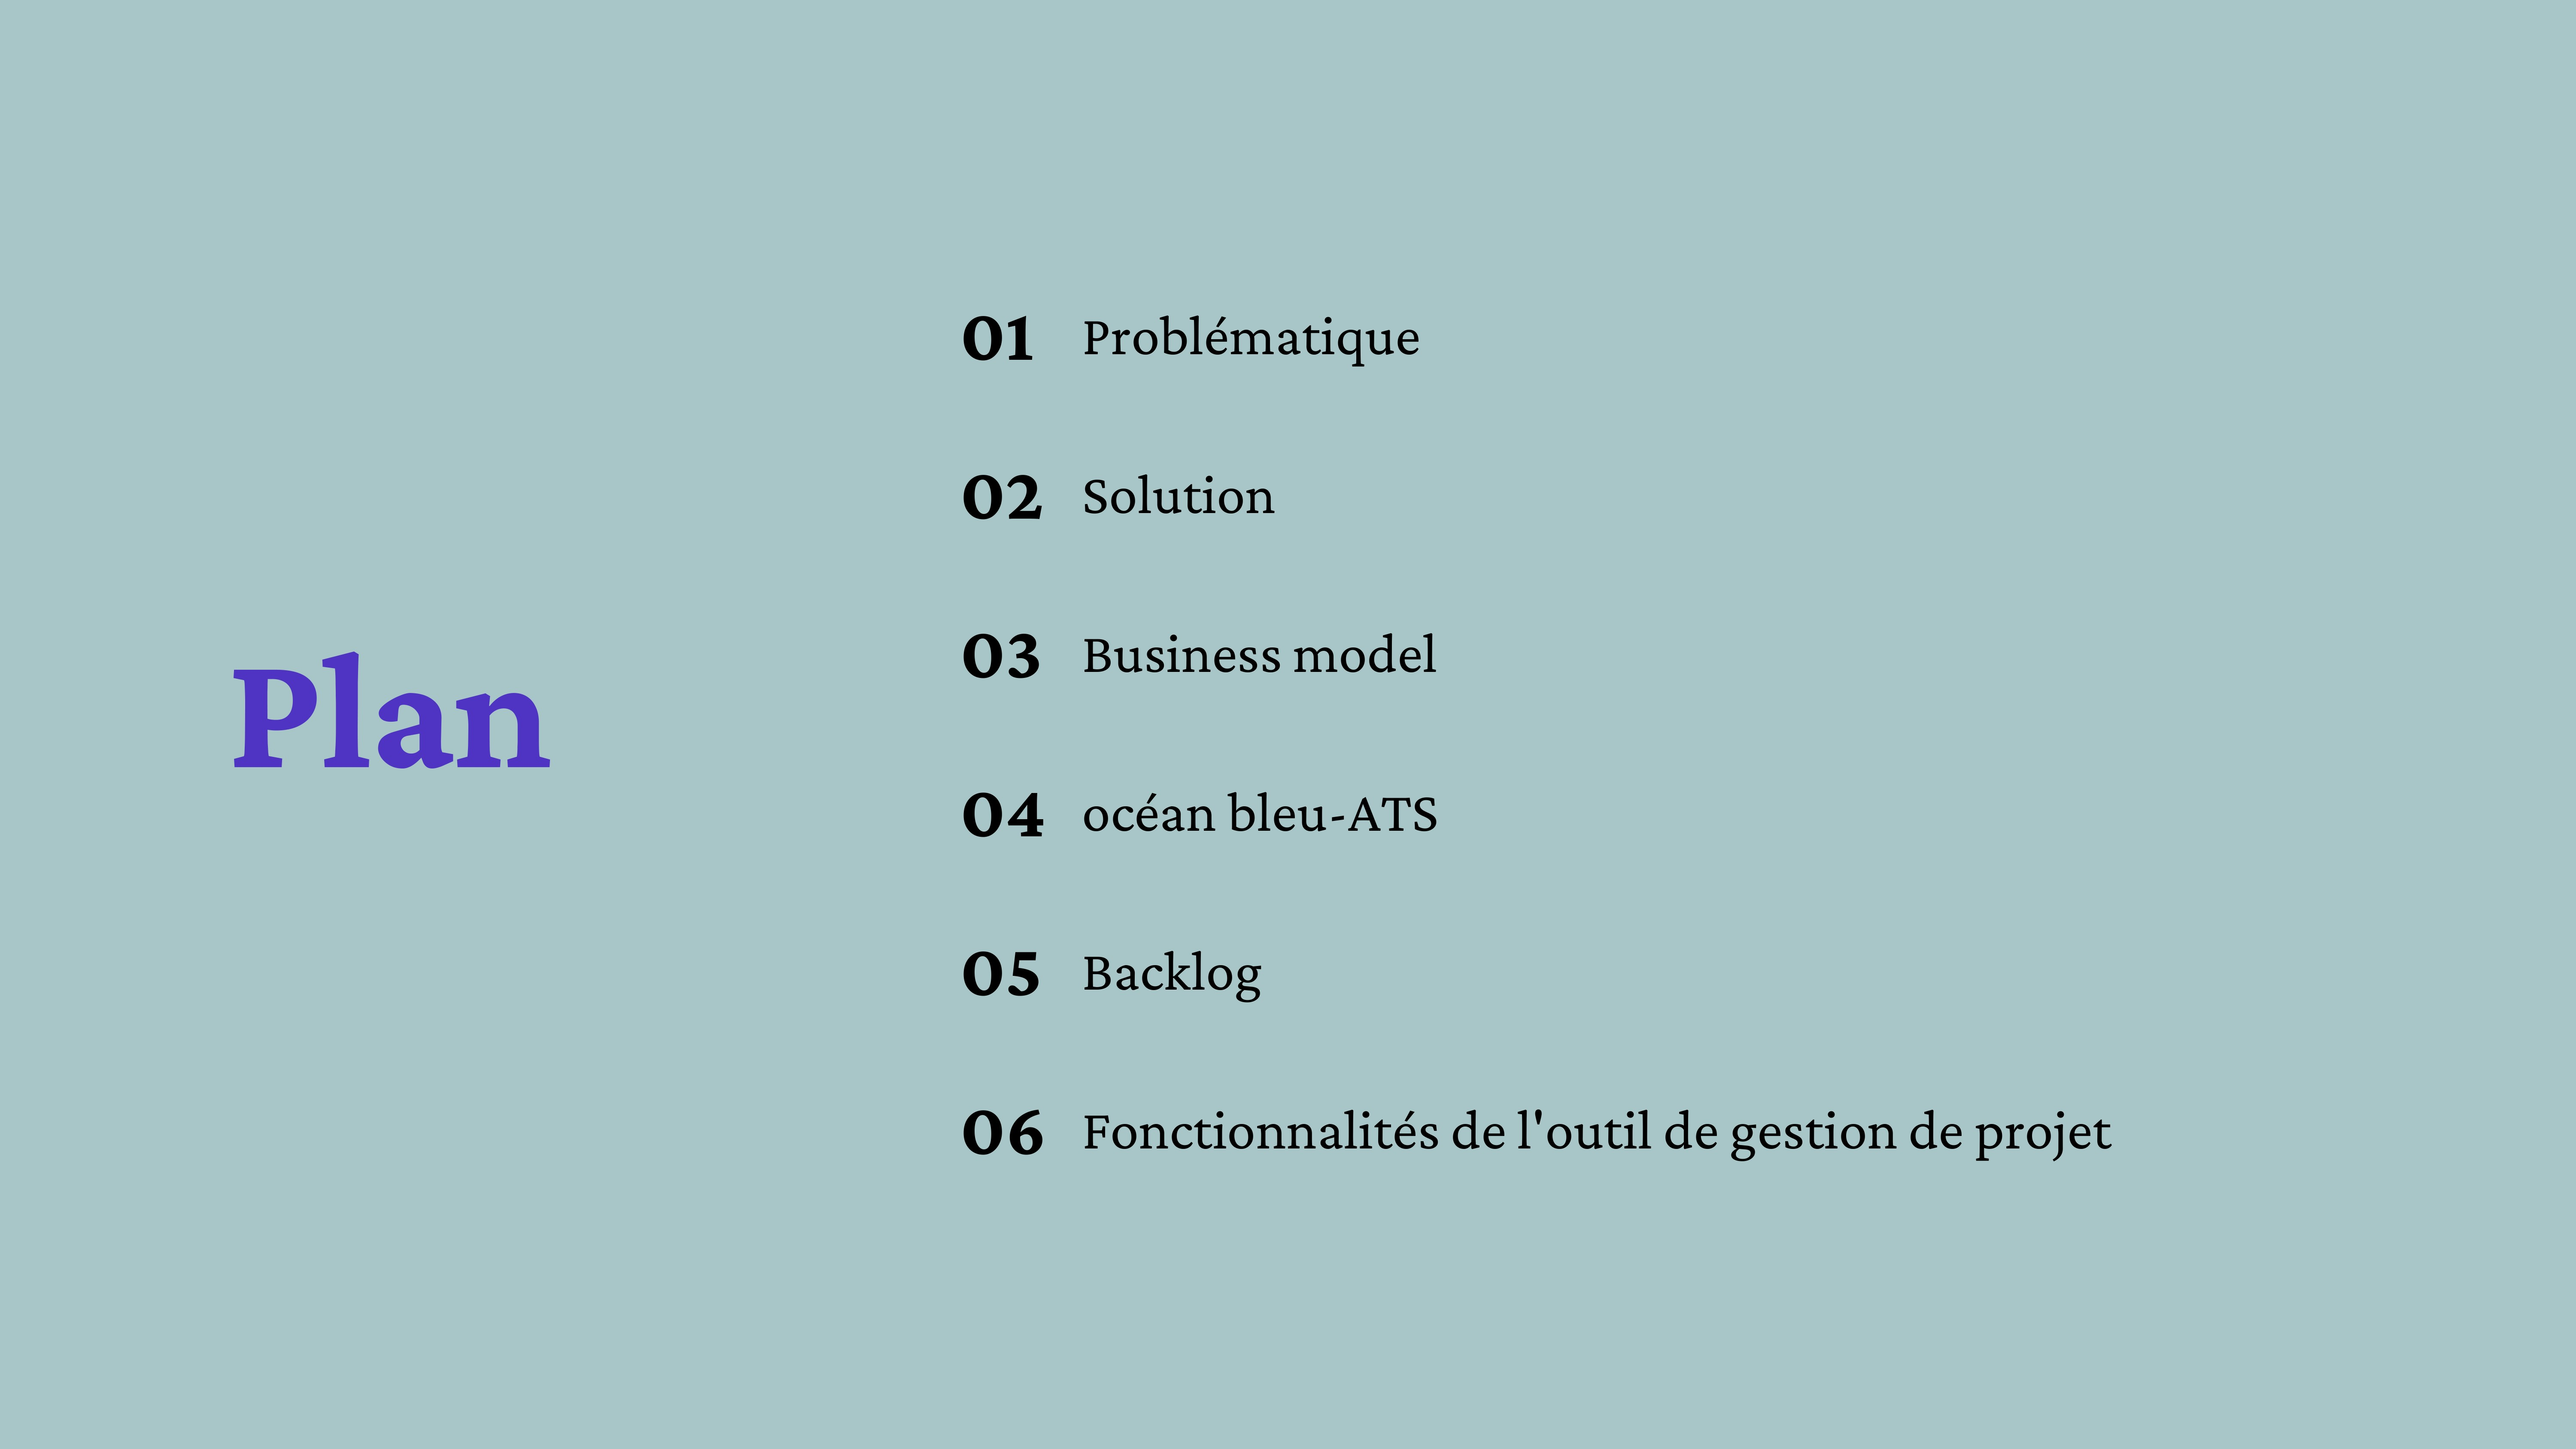 Plan
01 Problématique
02 Solution
03 Business model
04 océan bleu-ATS
05 Backlog
06 Fonctionnalités de l'outil de gestion de projet